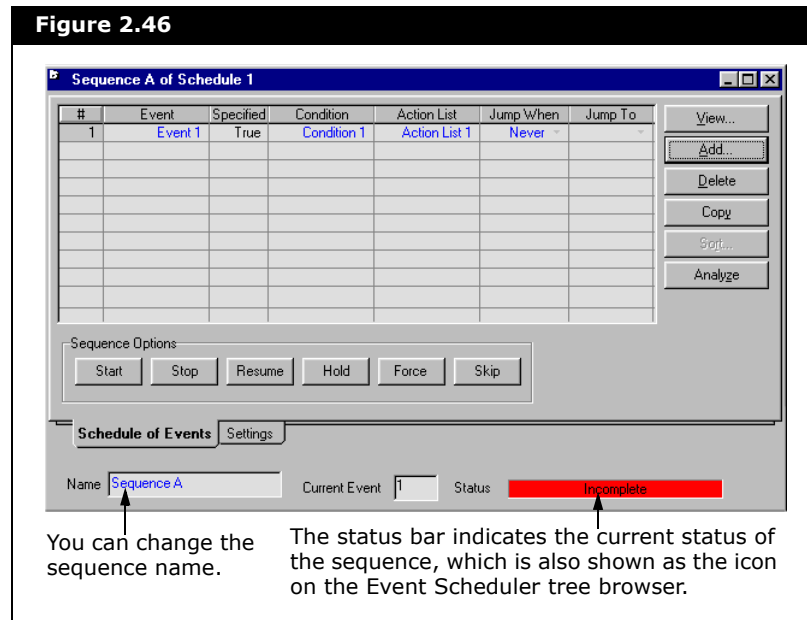 Figure 2.46
Sequence A of Schedule 1
# Event Specified Condition Action List Jump When Jump To
1 Event 1 True Condition 1 Action List 1 Never
View...
Add...
Delete
Copy
Sort...
Analyze
Sequence Options
Start Stop Resume Hold Force Skip
Schedule of Events Settings
Name Sequence A Current Event 1 Status Incomplete
You can change the
sequence name.
The status bar indicates the current status of
the sequence, which is also shown as the icon
on the Event Scheduler tree browser.